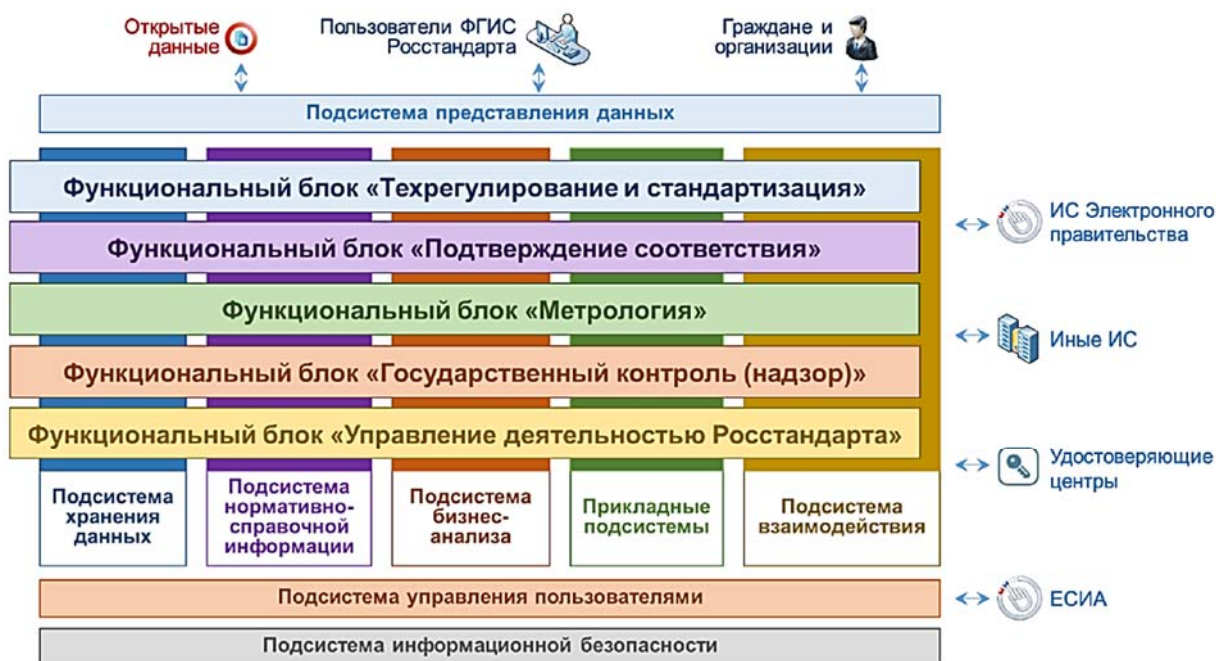 Открытые
данные
Пользователи ФГИС
Росстандарта
Граждане и
организации
Подсистема представления данных
Функциональный блок «Техрегулирование и стандартизация»
Функциональный блок «Подтверждение соответствия»
Функциональный блок «Метрология»
Функциональный блок «Государственный контроль (надзор)»
Функциональный блок «Управление деятельностью Росстандарта»
ИС Электронного
правительства
Иные ИС
Удостоверяющие
центры
Подсистема
хранения
данных
Подсистема
нормативно-
справочной
информации
Подсистема
бизнес-
анализа
Прикладные
подсистемы
Подсистема
взаимодействия
Подсистема управления пользователями
ЕСИА
Подсистема информационной безопасности